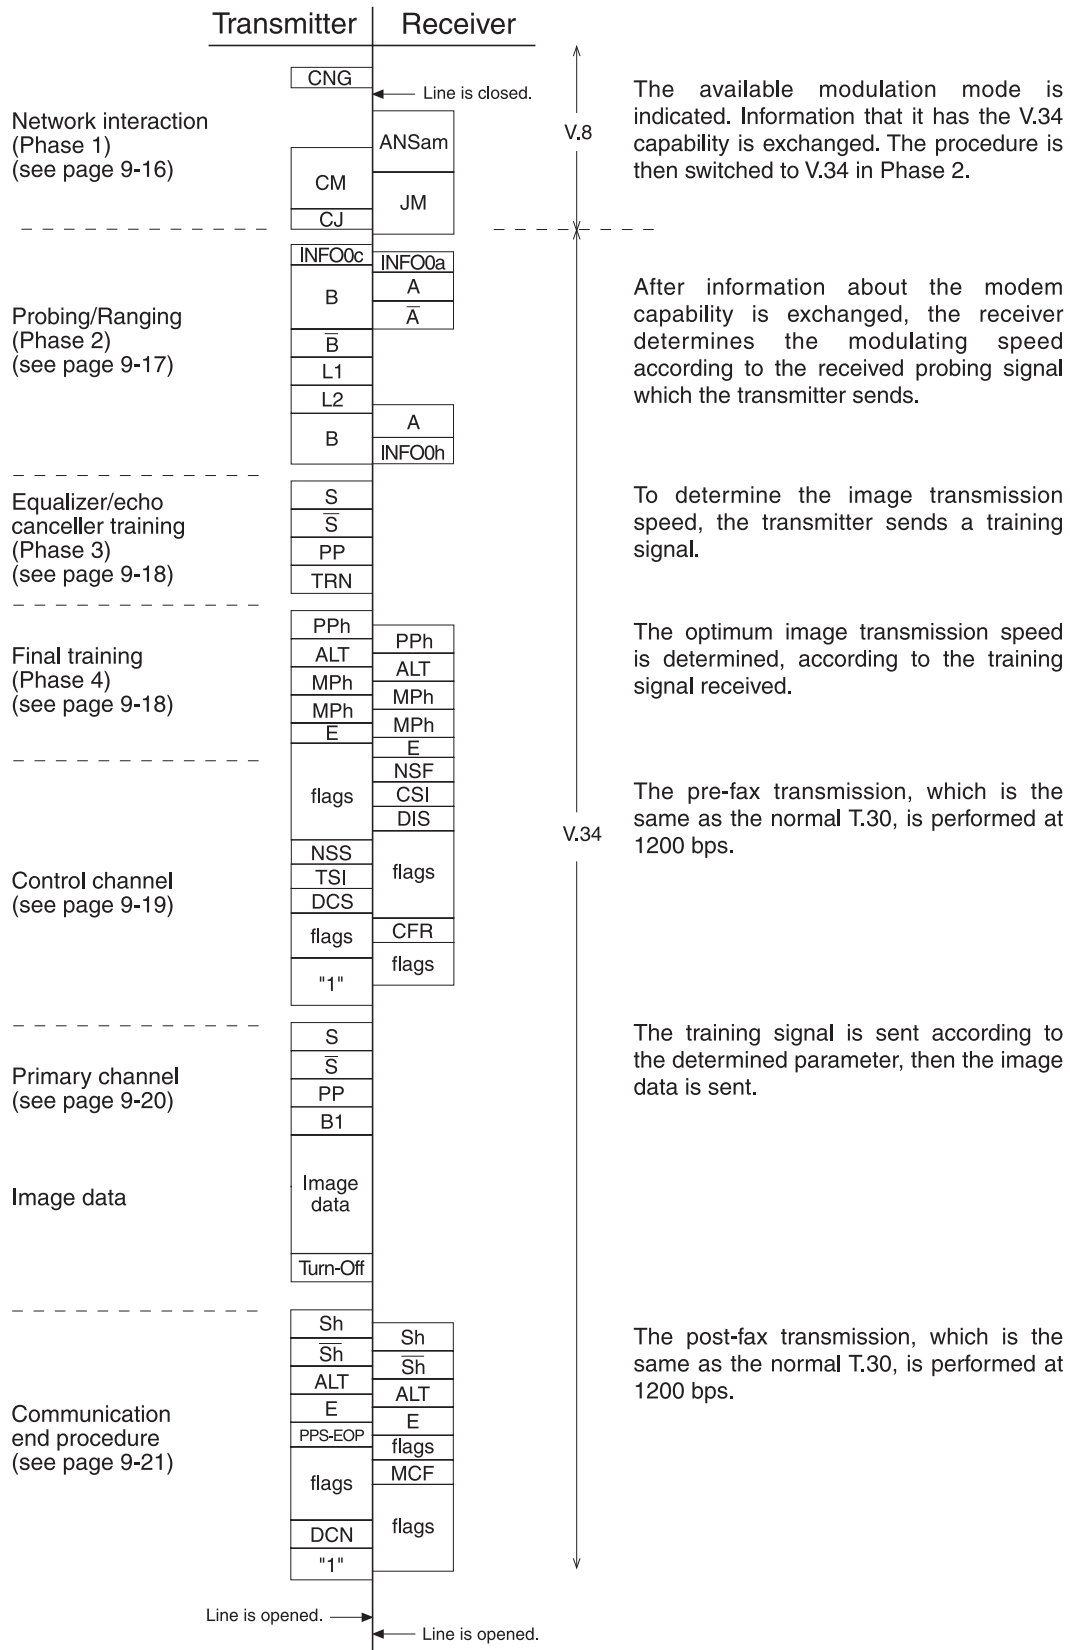 Transmitter Receiver
CNG
Line is closed.
Network interaction
(Phase 1)
(see page 9-16)
ANSam
CM
JM
CJ
V.8
The available modulation mode is
indicated. Information that it has the V.34
capability is exchanged. The procedure is
then switched to V.34 in Phase 2.
Probing/Ranging
(Phase 2)
(see page 9-17)
INFO0c
INFO0a
B
A
A̅
B̅
L1
L2
B
A
INFO0h
After information about the modem
capability is exchanged, the receiver
determines the modulating speed
according to the received probing signal
which the transmitter sends.
Equalizer/echo
canceller training
(Phase 3)
(see page 9-18)
S
S̅
PP
TRN
To determine the image transmission
speed, the transmitter sends a training
signal.
Final training
(Phase 4)
(see page 9-18)
PPh
ALT
MPh
MPh
E
PPh
ALT
MPh
MPh
E
The optimum image transmission speed
is determined, according to the training
signal received.
Control channel
(see page 9-19)
flags
NSS
TSI
DCS
flags
"1"
NSF
CSI
DIS
flags
CFR
flags
V.34
The pre-fax transmission, which is the
same as the normal T.30, is performed at
1200 bps.
Primary channel
(see page 9-20)
S
S̅
PP
B1
The training signal is sent according to
the determined parameter, then the image
data is sent.
Image data
Image
data
Turn-Off
Communication
end procedure
(see page 9-21)
Sh
S̅h̅
ALT
E
PPS-EOP
flags
DCN
"1"
Sh
S̅h̅
ALT
E
flags
MCF
flags
The post-fax transmission, which is the
same as the normal T.30, is performed at
1200 bps.
Line is opened.
Line is opened.